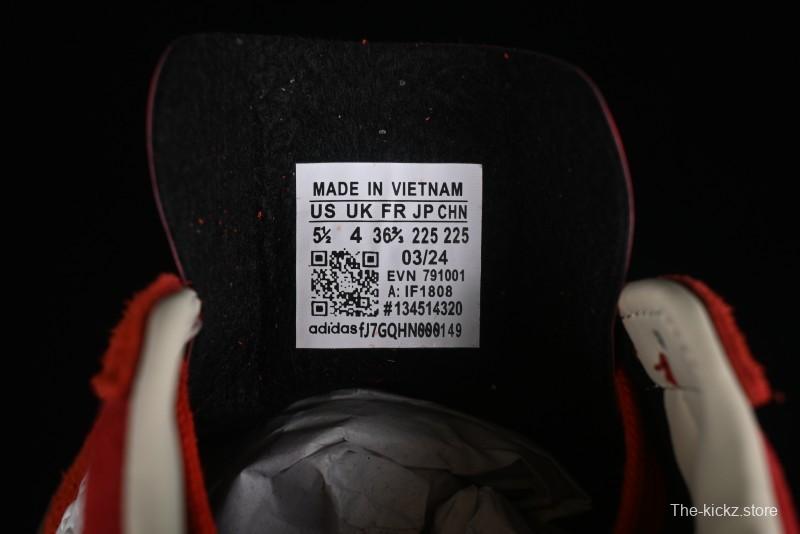 MADE IN VIETNAM
US UK FR JP CHN
5½ 4 36⅔ 225 225
03/24
EVN 791001
A: IF1808
#134514320
adidas fJ7GQHN000149
The-kickz.store